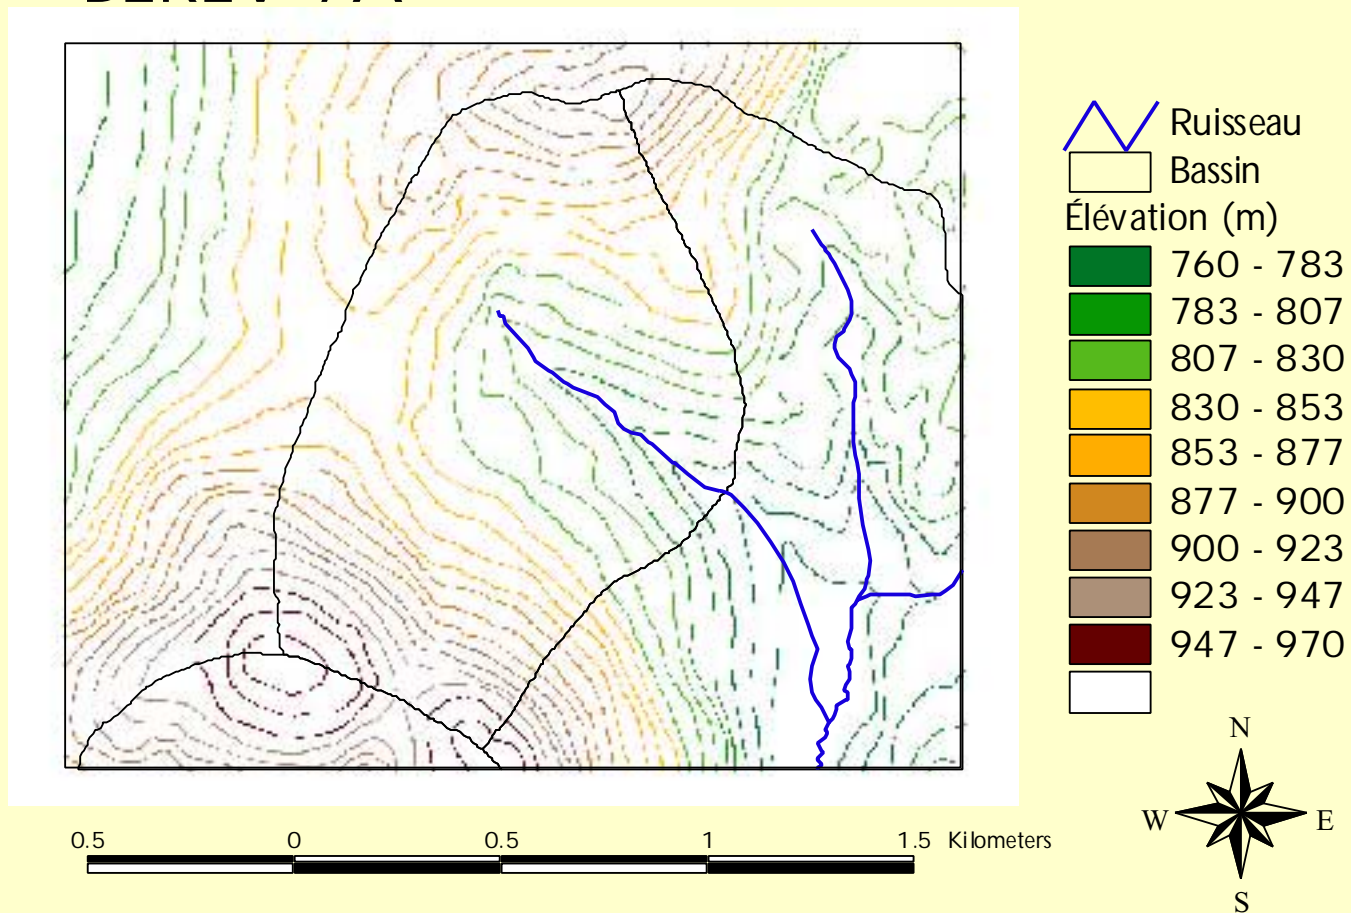 Ruisseau
Bassin
Élévation (m)
760 - 783
783 - 807
807 - 830
830 - 853
853 - 877
877 - 900
900 - 923
923 - 947
947 - 970
N
W E
S
0.5 0 0.5 1 1.5 Kilometers